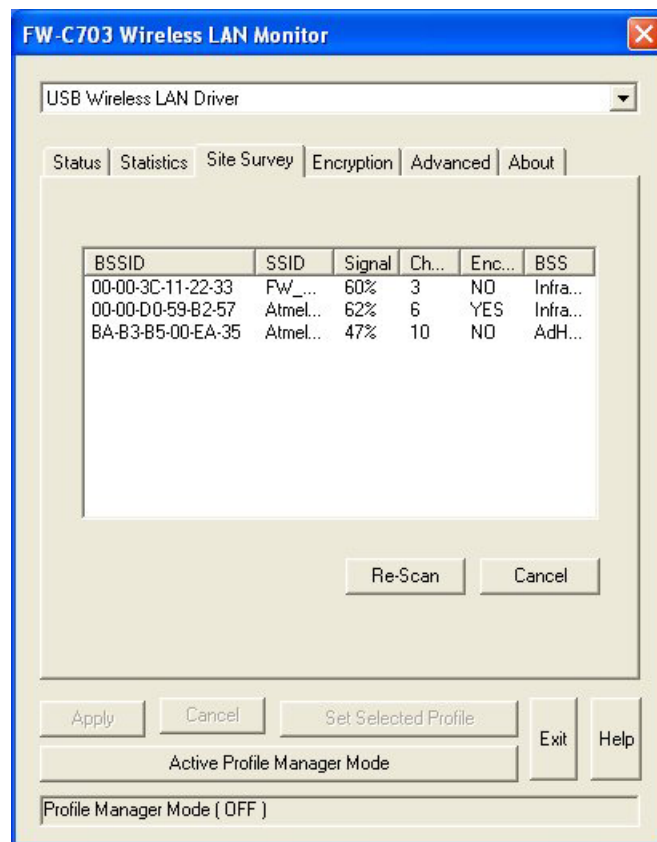 FW-C703 Wireless LAN Monitor
USB Wireless LAN Driver
Status Statistics Site Survey Encryption Advanced About
BSSID SSID Signal Ch... Enc... BSS
00-00-3C-11-22-33 FW_... 60% 3 NO Infra...
00-00-D0-59-B2-57 Atmel... 62% 6 YES Infra...
BA-B3-B5-00-EA-35 Atmel... 47% 10 NO AdH...
Re-Scan Cancel
Apply Cancel Set Selected Profile Exit Help
Active Profile Manager Mode
Profile Manager Mode ( OFF )